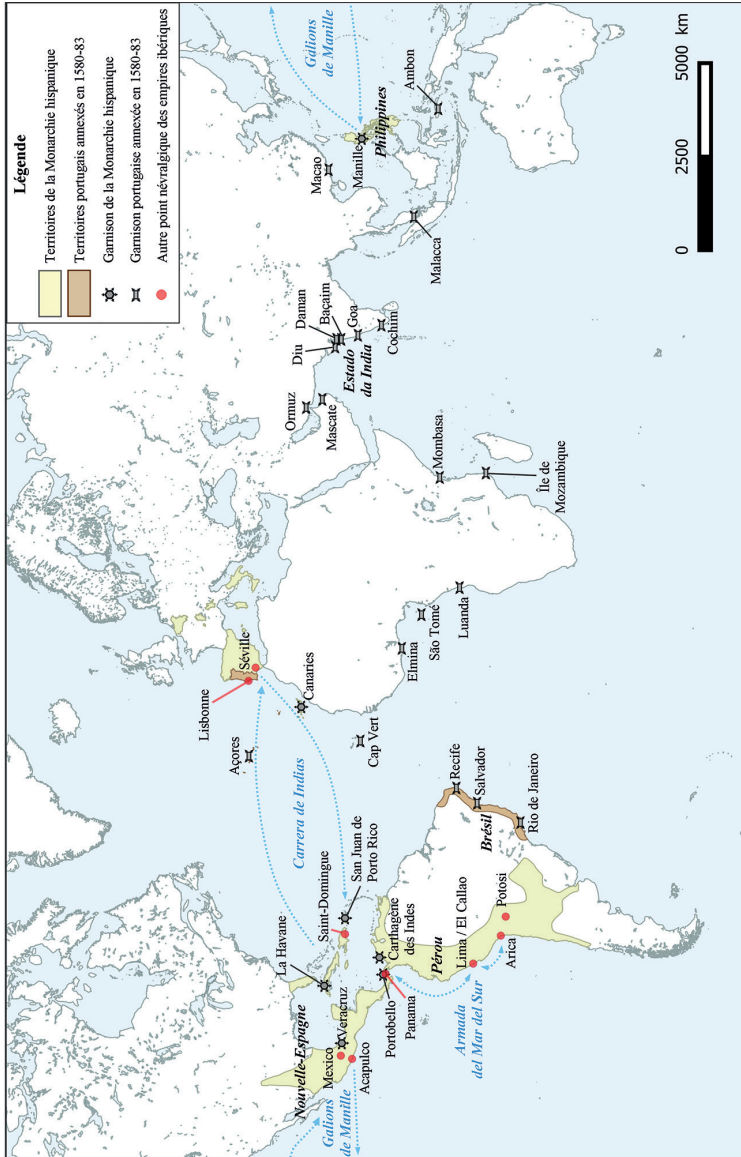 Légende
Territoires de la Monarchie hispanique
Territoires portugais annexés en 1580-83
Garnison de la Monarchie hispanique
Garnison portugaise annexée en 1580-83
Autre point névralgique des empires ibériques
Galions
de Manille
Nouvelle-Espagne
Mexico
Veracruz
Acapulco
Galions
de Manille
La Havane
Saint-Domingue
San Juan de
Porto Rico
Carthagène
des Indes
Portobello
Panama
Pérou
Lima / El Callao
Arica
Potosi
Armada
del Mar del Sur
Carrera de Indias
Brésil
Recife
Salvador
Rio de Janeiro
Açores
Lisbonne
Séville
Canaries
Cap Vert
Elmina
São Tomé
Luanda
Mombasa
Île de
Mozambique
Ormuz
Mascate
Diu
Daman
Baçaim
Goa
Estado
da India
Cochim
Macao
Manille
Philippines
Malacca
Ambon
0
2500
5000 km